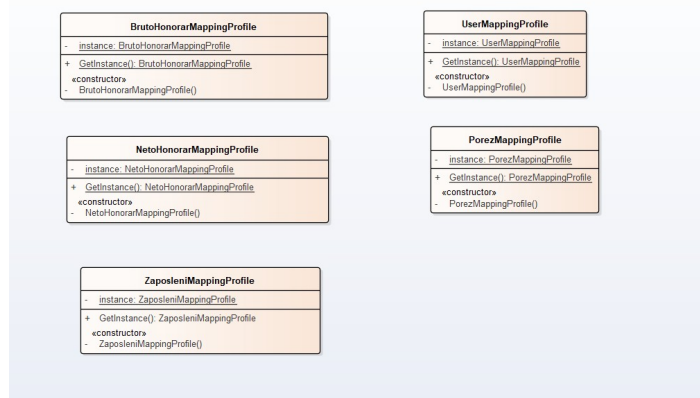 BrutoHonorarMappingProfile
- instance: BrutoHonorarMappingProfile
+ GetInstance(): BrutoHonorarMappingProfile
«constructor»
- BrutoHonorarMappingProfile()
UserMappingProfile
- instance: UserMappingProfile
+ GetInstance(): UserMappingProfile
«constructor»
- UserMappingProfile()
NetoHonorarMappingProfile
- instance: NetoHonorarMappingProfile
+ GetInstance(): NetoHonorarMappingProfile
«constructor»
- NetoHonorarMappingProfile()
PorezMappingProfile
- instance: PorezMappingProfile
+ GetInstance(): PorezMappingProfile
«constructor»
- PorezMappingProfile()
ZaposleniMappingProfile
- instance: ZaposleniMappingProfile
+ GetInstance(): ZaposleniMappingProfile
«constructor»
- ZaposleniMappingProfile()